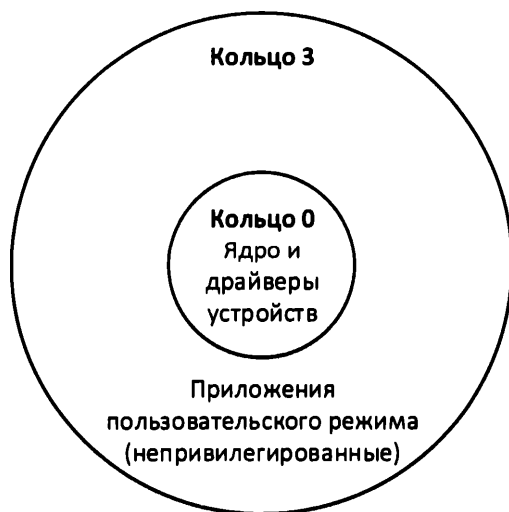 Кольцо 3
Кольцо 0
Ядро и
драйверы
устройств
Приложения
пользовательского режима
(непривилегированные)